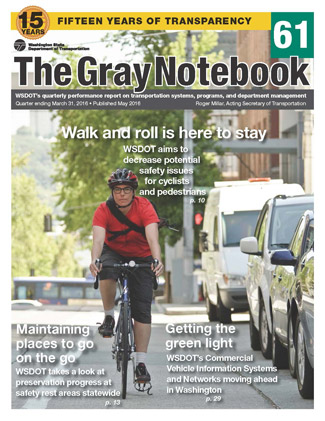 15
YEARS
FIFTEEN YEARS OF TRANSPARENCY
61
Washington State
Department of Transportation
The Gray Notebook
WSDOT's quarterly performance report on transportation systems, programs, and department management
Quarter ending March 31, 2016 • Published May 2016
Roger Millar, Acting Secretary of Transportation
Walk and roll is here to stay
WSDOT aims to
decrease potential
safety issues
for cyclists
and pedestrians
p. 10
Maintaining
places to go
on the go
WSDOT takes a look at
preservation progress at
safety rest areas statewide
p. 13
Getting the
green light
WSDOT's Commercial
Vehicle Information Systems
and Networks moving ahead
in Washington
p. 29